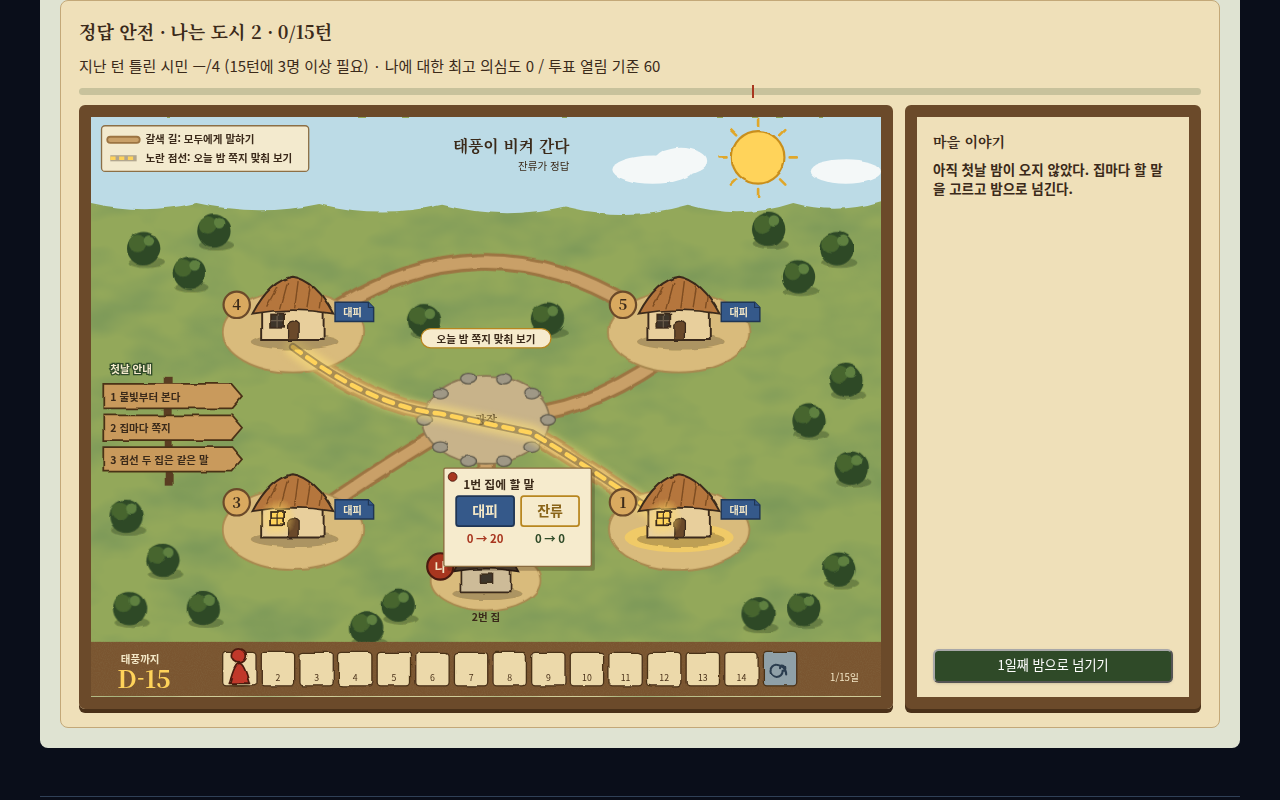 정답 안전 · 나는 도시 2 · 0/15턴
지난 턴 틀린 시민 —/4 (15턴에 3명 이상 필요) · 나에 대한 최고 의심도 0 / 투표 열림 기준 60
갈색 길: 모두에게 말하기
노란 점선: 오늘 밤 쪽지 맞춰 보기
태풍이 비켜 간다
잔류가 정답
4
대피
5
대피
오늘 밤 쪽지 맞춰 보기
첫날 안내
1 불빛부터 본다
2 집마다 쪽지
3 점선 두 집은 같은 말
광장
3
대피
1번 집에 할 말
대피
잔류
0 → 20
0 → 0
1
대피
나
2번 집
태풍까지
D-15
2
3
4
5
6
7
8
9
10
11
12
13
14
1/15일
마을 이야기
아직 첫날 밤이 오지 않았다. 집마다 할 말
을 고르고 밤으로 넘긴다.
1일째 밤으로 넘기기